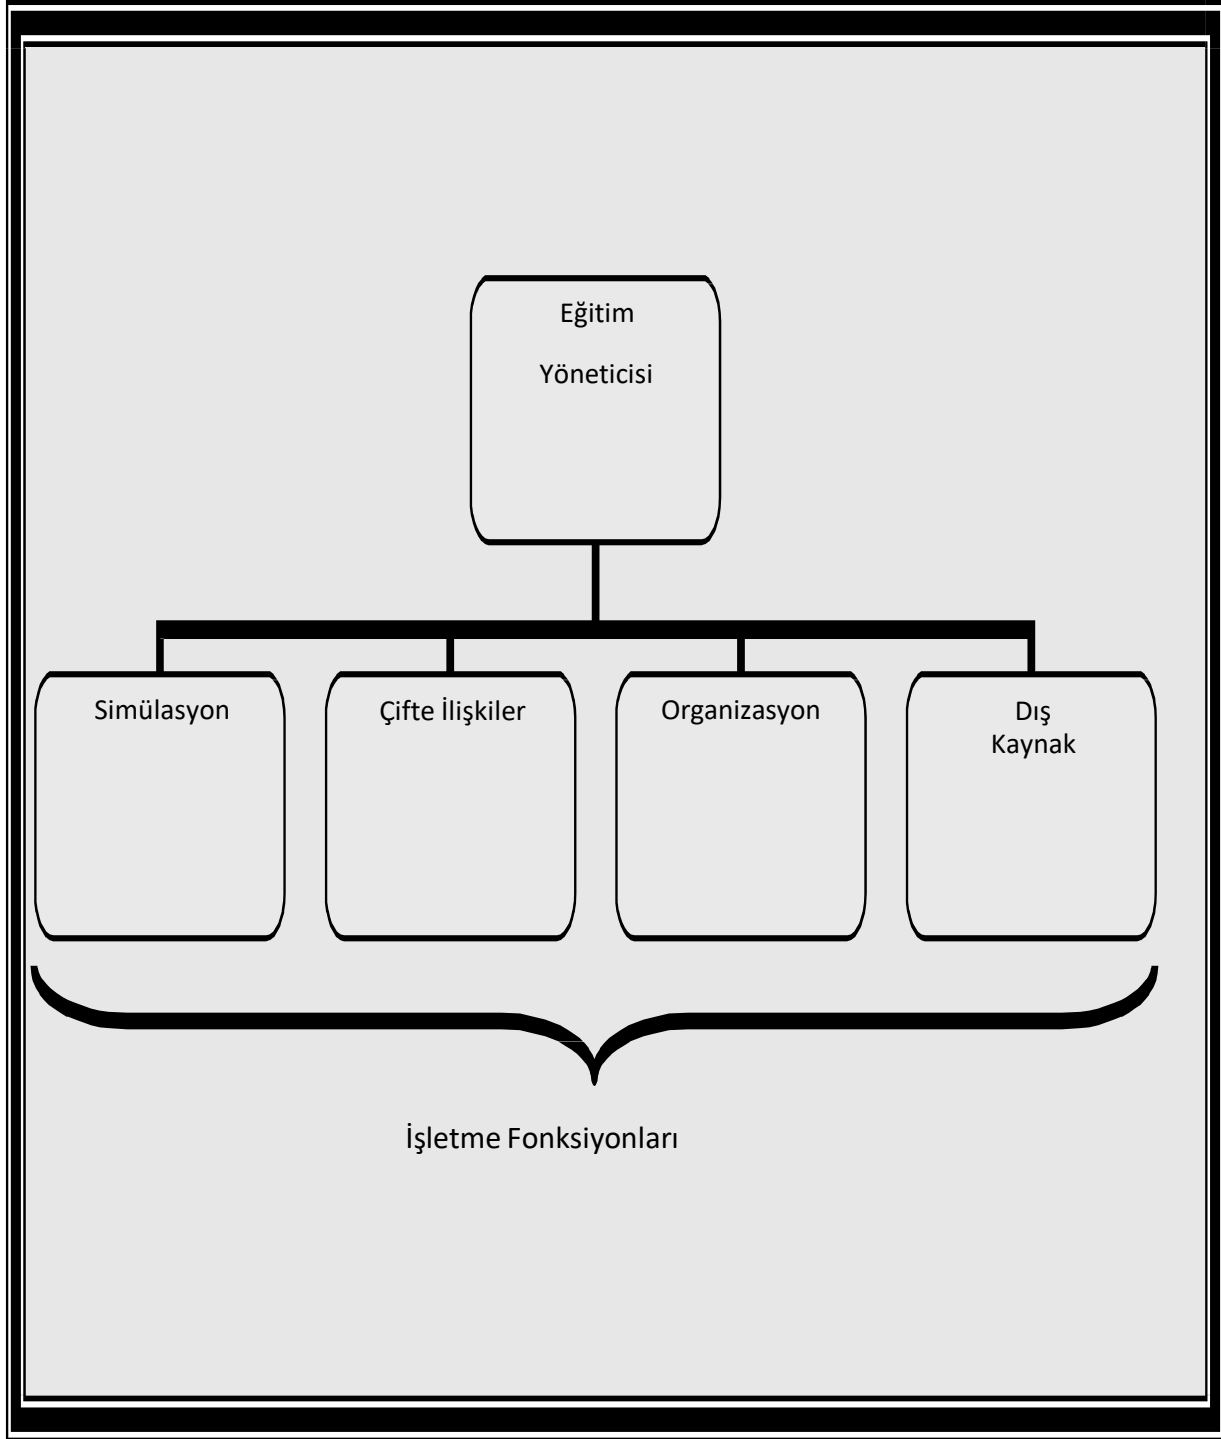 Eğitim
Yöneticisi
Simülasyon
Çifte İlişkiler
Organizasyon
Dış
Kaynak
İşletme Fonksiyonları